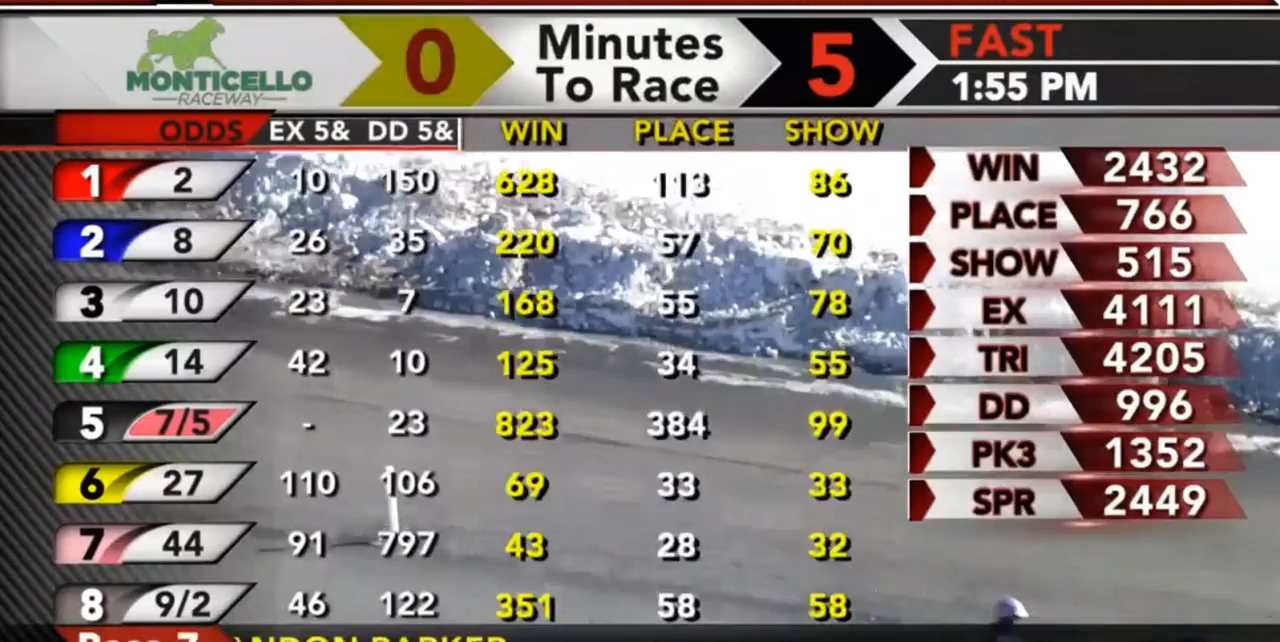 MONTICELLO
RACEWAY
0
Minutes
To Race
5
FAST
1:55 PM
ODDS EX 5& DD 5& WIN PLACE SHOW
1 2 10 150 628 113 86
2 8 26 35 220 57 70
3 10 23 7 168 55 78
4 14 42 10 125 34 55
5 7/5 - 23 823 384 99
6 27 110 106 69 33 33
7 44 91 797 43 28 32
8 9/2 46 122 351 58 58
WIN 2432
PLACE 766
SHOW 515
EX 4111
TRI 4205
DD 996
PK3 1352
SPR 2449
Race 7 ANDON PARKER